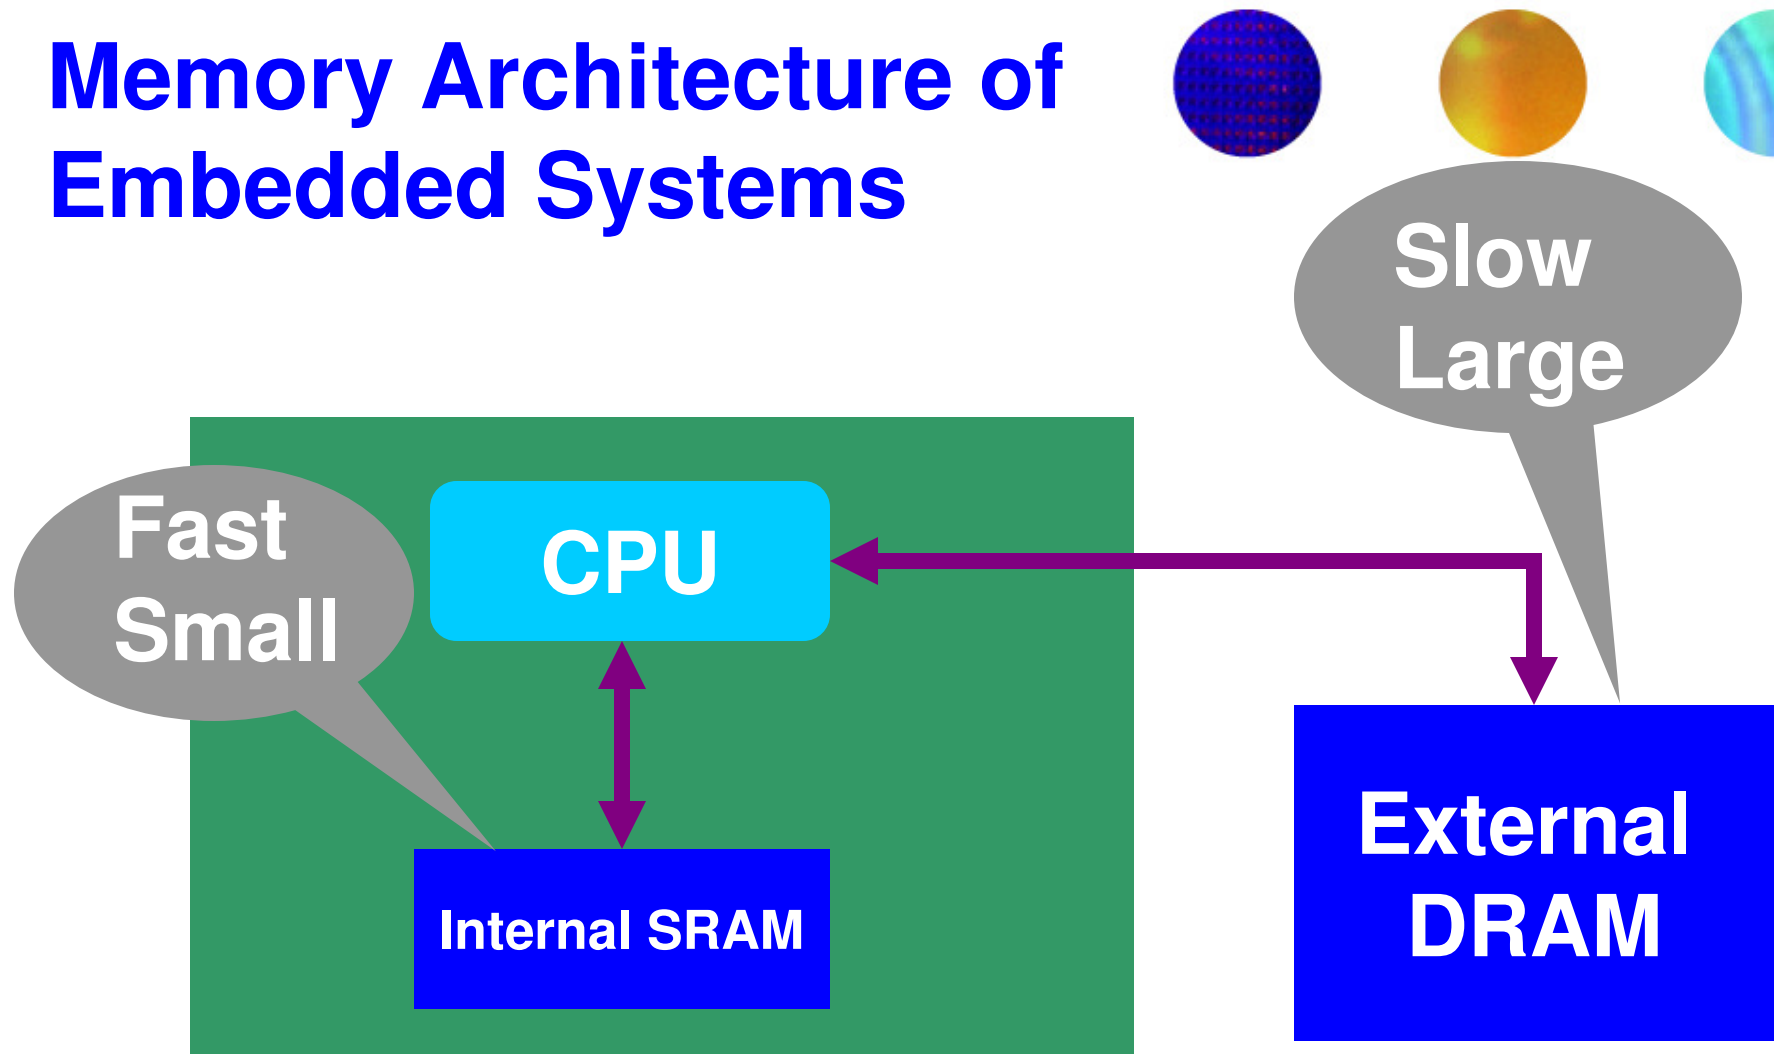 Memory Architecture of
Embedded Systems
Slow
Large
Fast
Small
CPU
Internal SRAM
External
DRAM